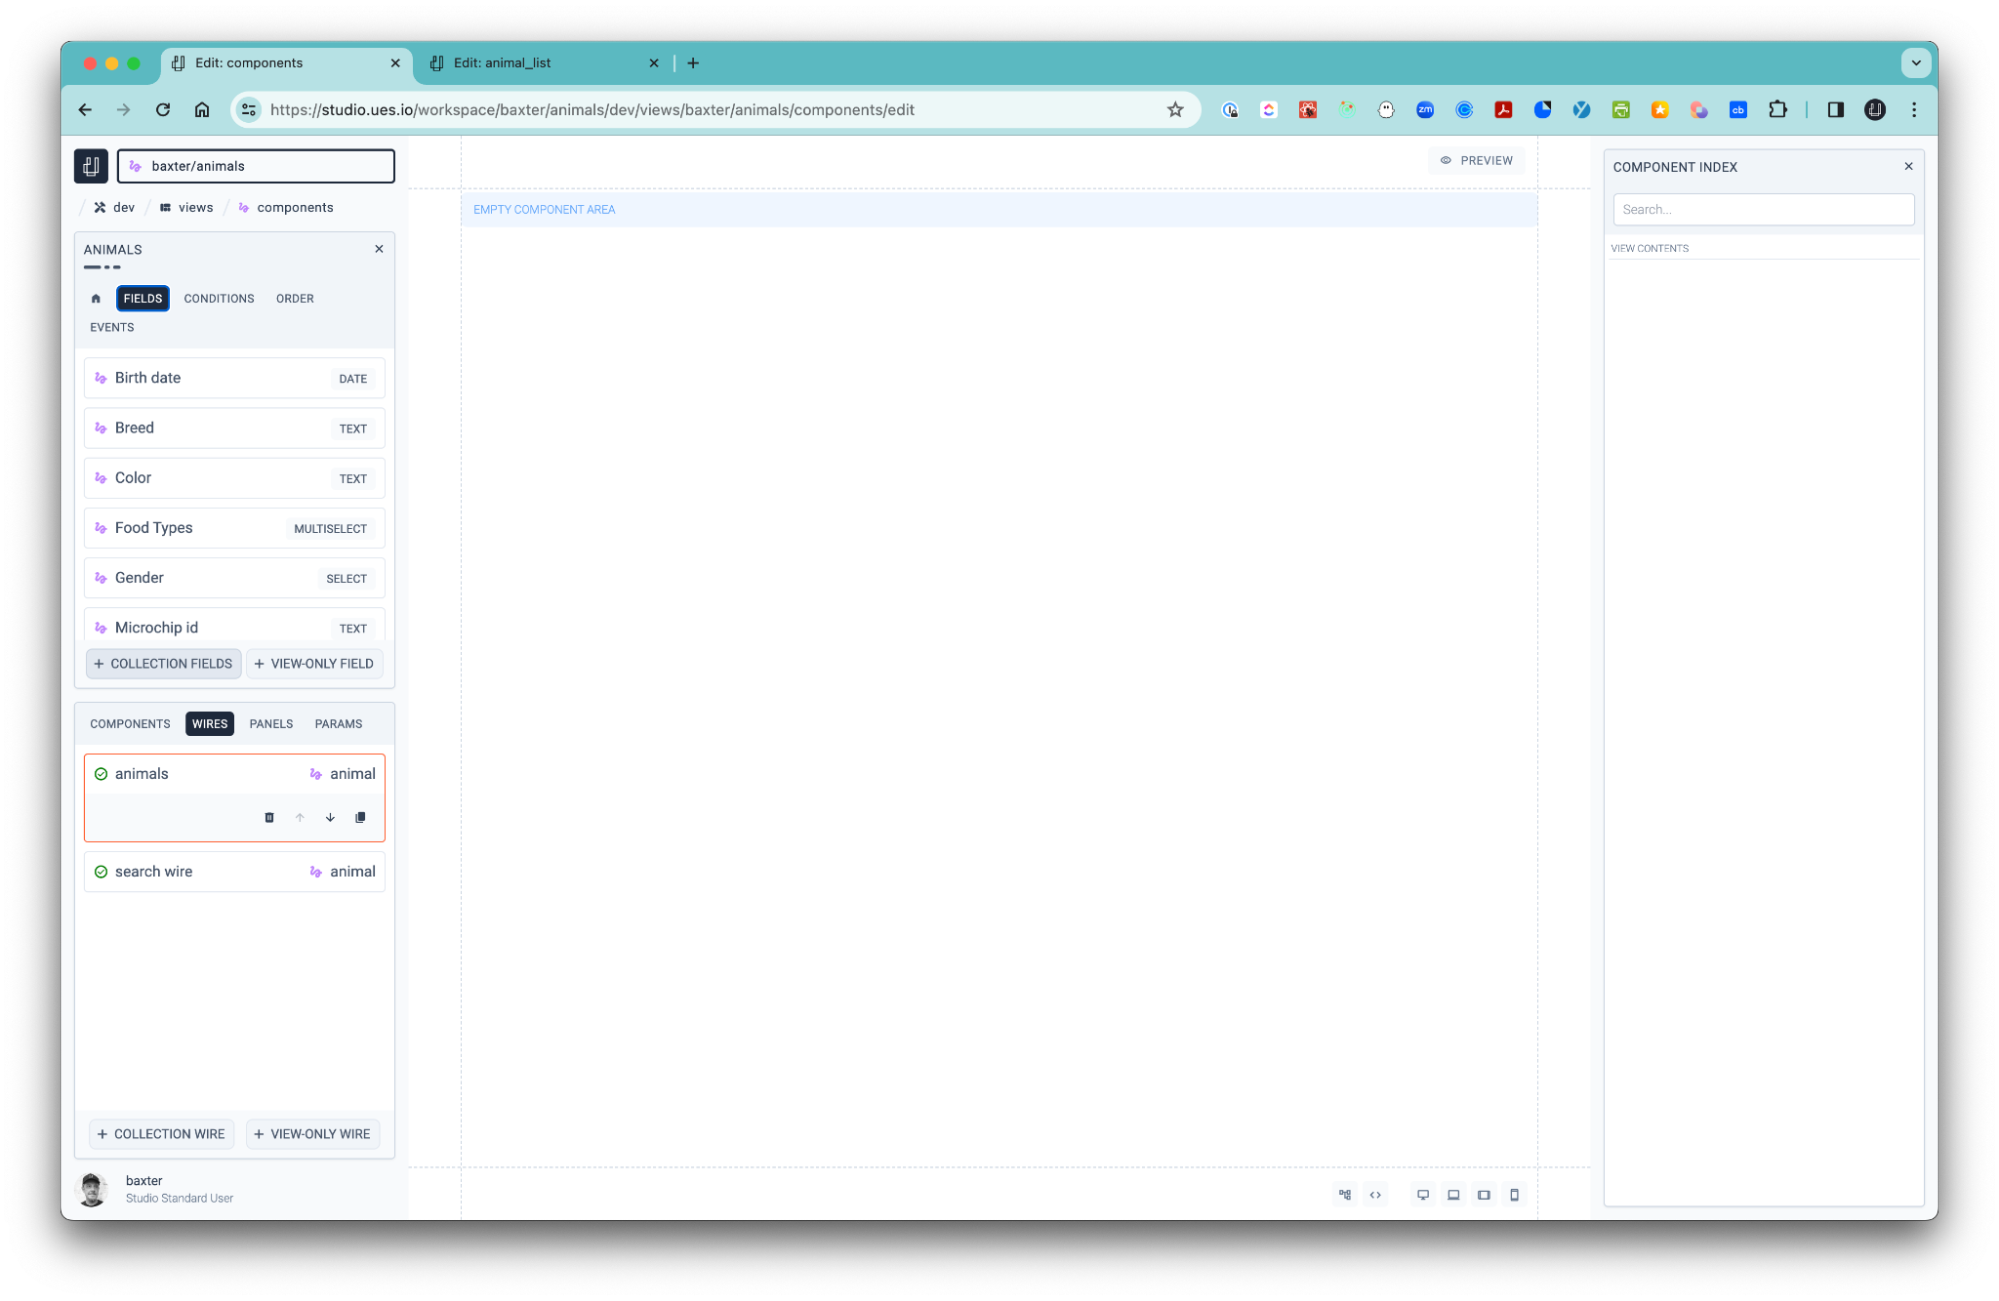 Edit: components
Edit: animal_list
https://studio.ues.io/workspace/baxter/animals/dev/views/baxter/animals/components/edit
zm
cb
baxter/animals
/ dev / views / components
ANIMALS
FIELDS CONDITIONS ORDER
EVENTS
Birth date DATE
Breed TEXT
Color TEXT
Food Types MULTISELECT
Gender SELECT
Microchip id TEXT
+ COLLECTION FIELDS + VIEW-ONLY FIELD
COMPONENTS WIRES PANELS PARAMS
animals animal
search wire animal
+ COLLECTION WIRE + VIEW-ONLY WIRE
baxter
Studio Standard User
PREVIEW
EMPTY COMPONENT AREA
COMPONENT INDEX
Search...
VIEW CONTENTS